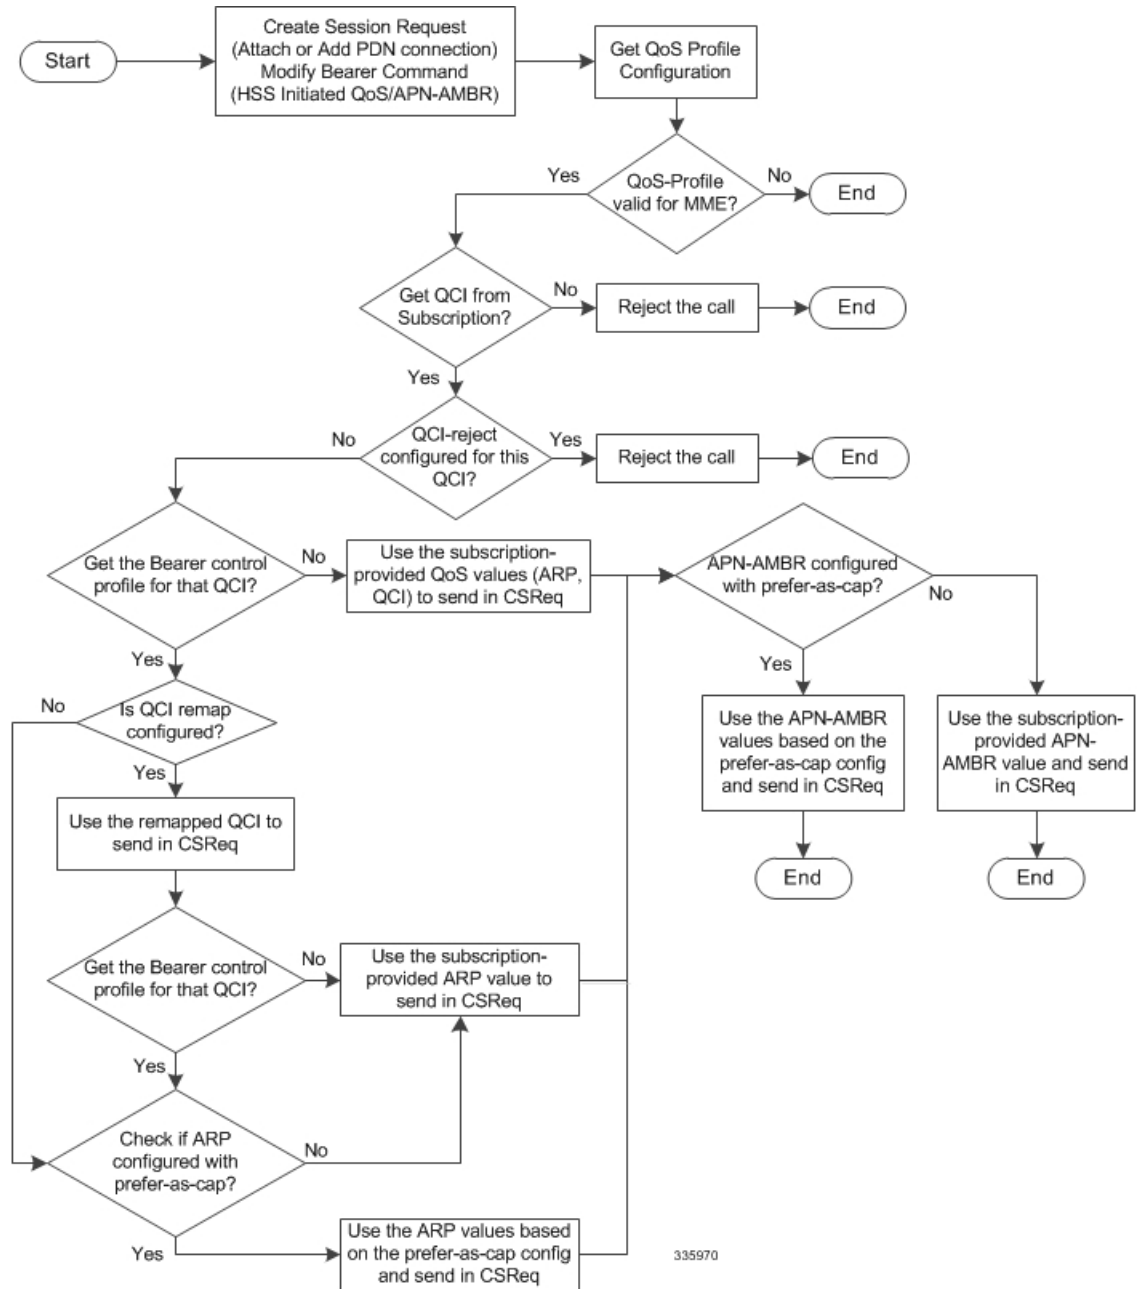 Start
Create Session Request
(Attach or Add PDN connection)
Modify Bearer Command
(HSS Initiated QoS/APN-AMBR)
Get QoS Profile
Configuration
Yes
QoS-Profile
valid for MME?
No
End
Get QCI from
Subscription?
No
Reject the call
End
Yes
No
QCI-reject
configured for this
QCI?
Yes
Reject the call
End
Get the Bearer control
profile for that QCI?
No
Use the subscription-
provided QoS values (ARP,
QCI) to send in CSReq
APN-AMBR configured
with prefer-as-cap?
No
Yes
Yes
No
Is QCI remap
configured?
Use the APN-AMBR
values based on the
prefer-as-cap config
and send in CSReq
Use the subscription-
provided APN-
AMBR value and send
in CSReq
Yes
Use the remapped QCI to
send in CSReq
End
End
Get the Bearer control
profile for that QCI?
No
Use the subscription-
provided ARP value to
send in CSReq
Yes
Check if ARP
configured with
prefer-as-cap?
No
Yes
Use the ARP values based
on the prefer-as-cap config
and send in CSReq
335970